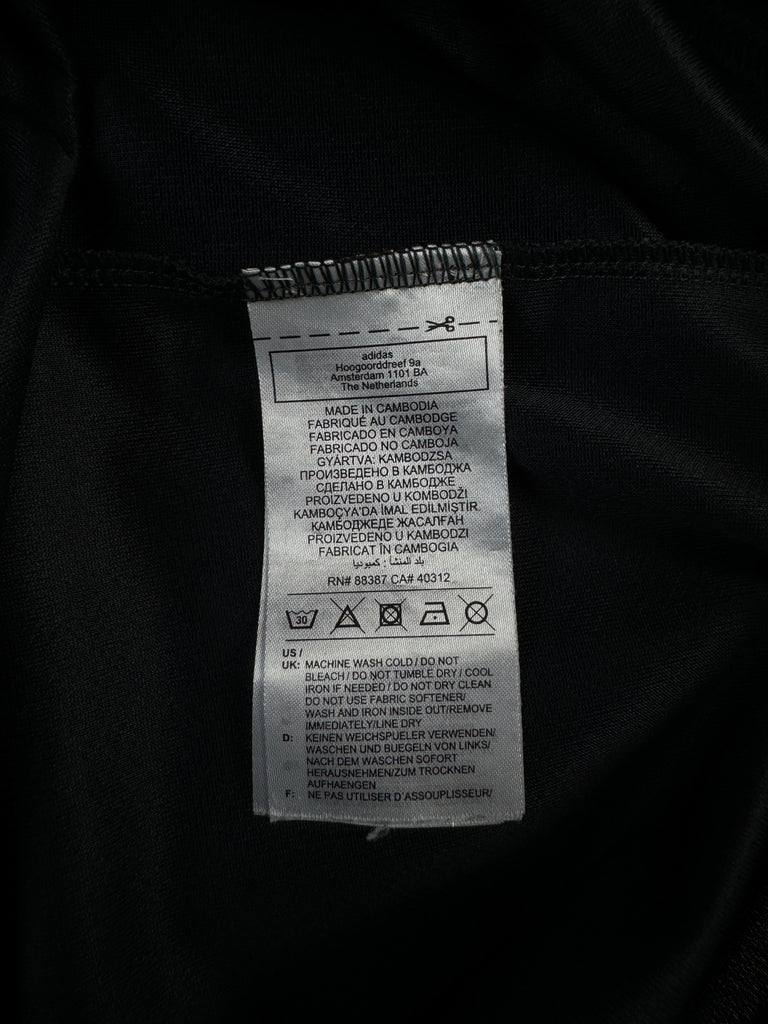 adidas
Hoogoorddreef 9a
Amsterdam 1101 BA
The Netherlands
MADE IN CAMBODIA
FABRIQUÉ AU CAMBODGE
FABRICADO EN CAMBOYA
FABRICADO NO CAMBOJA
GYÁRTVA: KAMBODZSA
ПРОИЗВЕДЕНО В КАМБОДЖА
СДЕЛАНО В КАМБОДЖЕ
PROIZVEDENO U KOMBODŽI
KAMBOÇYA'DA İMAL EDİLMİŞTİR.
КАМБОДЖЕДЕ ЖАСАЛҒАН
PROIZVEDENO U KAMBODZI
FABRICAT ÎN CAMBOGIA
بلد المنشأ : كمبوديا
RN# 88387 CA# 40312
30
US /
UK: MACHINE WASH COLD / DO NOT
BLEACH / DO NOT TUMBLE DRY / COOL
IRON IF NEEDED / DO NOT DRY CLEAN
DO NOT USE FABRIC SOFTENER/
WASH AND IRON INSIDE OUT/REMOVE
IMMEDIATELY/LINE DRY
D: KEINEN WEICHSPUELER VERWENDEN/
WASCHEN UND BUEGELN VON LINKS/
NACH DEM WASCHEN SOFORT
HERAUSNEHMEN/ZUM TROCKNEN
AUFHAENGEN
F: NE PAS UTILISER D'ASSOUPLISSEUR/